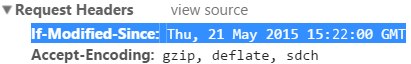 Request Headers view source
If-Modified-Since: Thu, 21 May 2015 15:22:00 GMT
Accept-Encoding: gzip, deflate, sdch